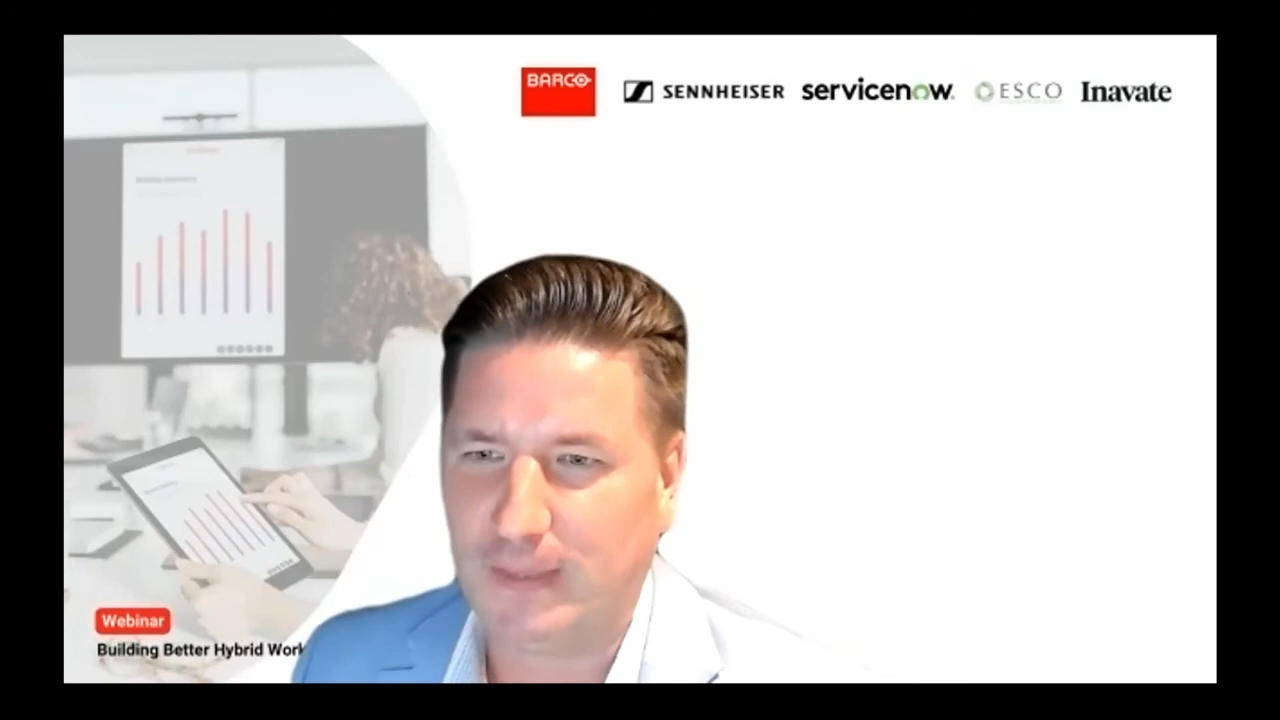 BARCO
SENNHEISER
servicenow
ESCO
Inavate
Webinar
Building Better Hybrid Work